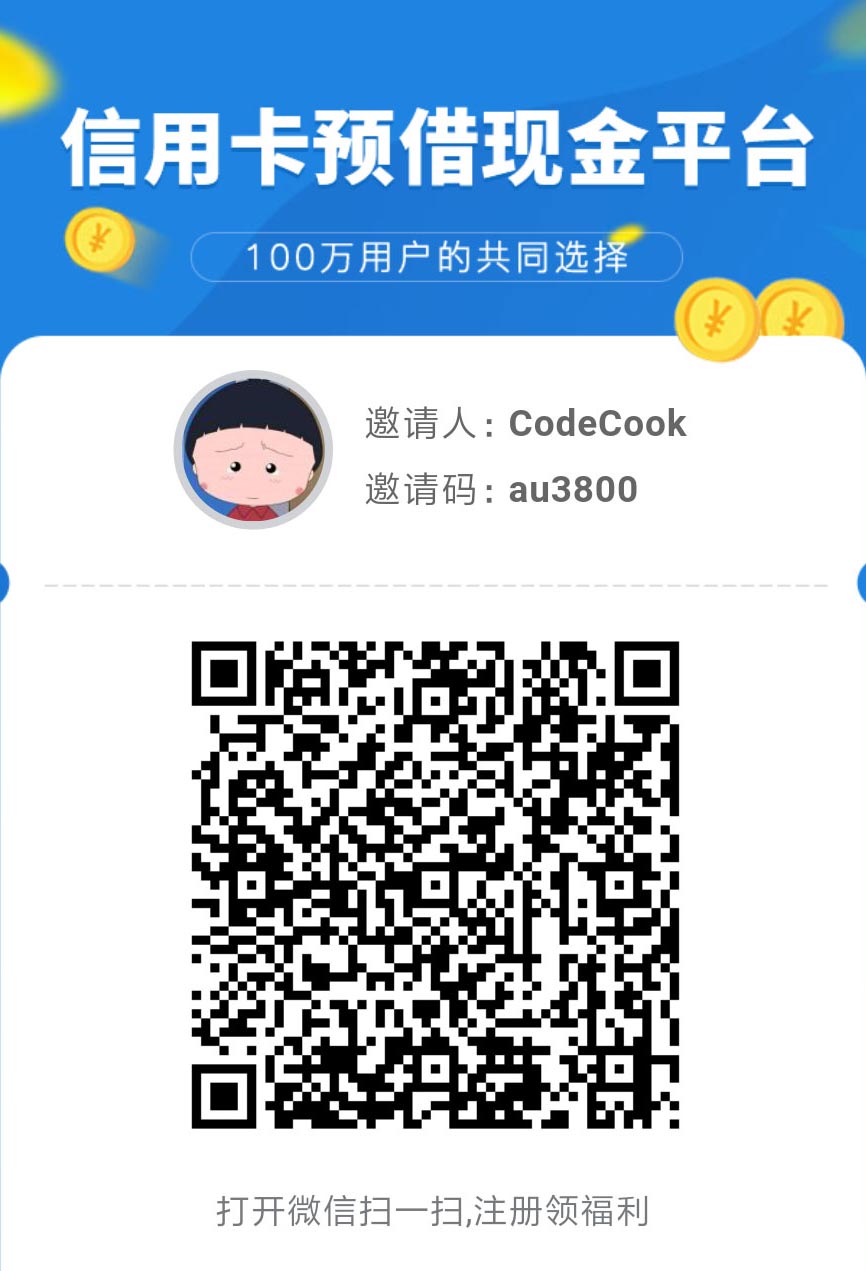 信用卡预借现金平台
100万用户的共同选择
邀请人: CodeCook
邀请码: au3800
打开微信扫一扫,注册领福利